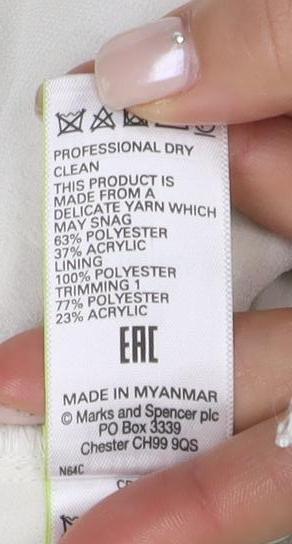 PROFESSIONAL DRY
CLEAN
THIS PRODUCT IS
MADE FROM A
DELICATE YARN WHICH
MAY SNAG
63% POLYESTER
37% ACRYLIC
LINING
100% POLYESTER
TRIMMING 1
77% POLYESTER
23% ACRYLIC
EAC
MADE IN MYANMAR
© Marks and Spencer plc
PO Box 3339
Chester CH99 9QS
N64C